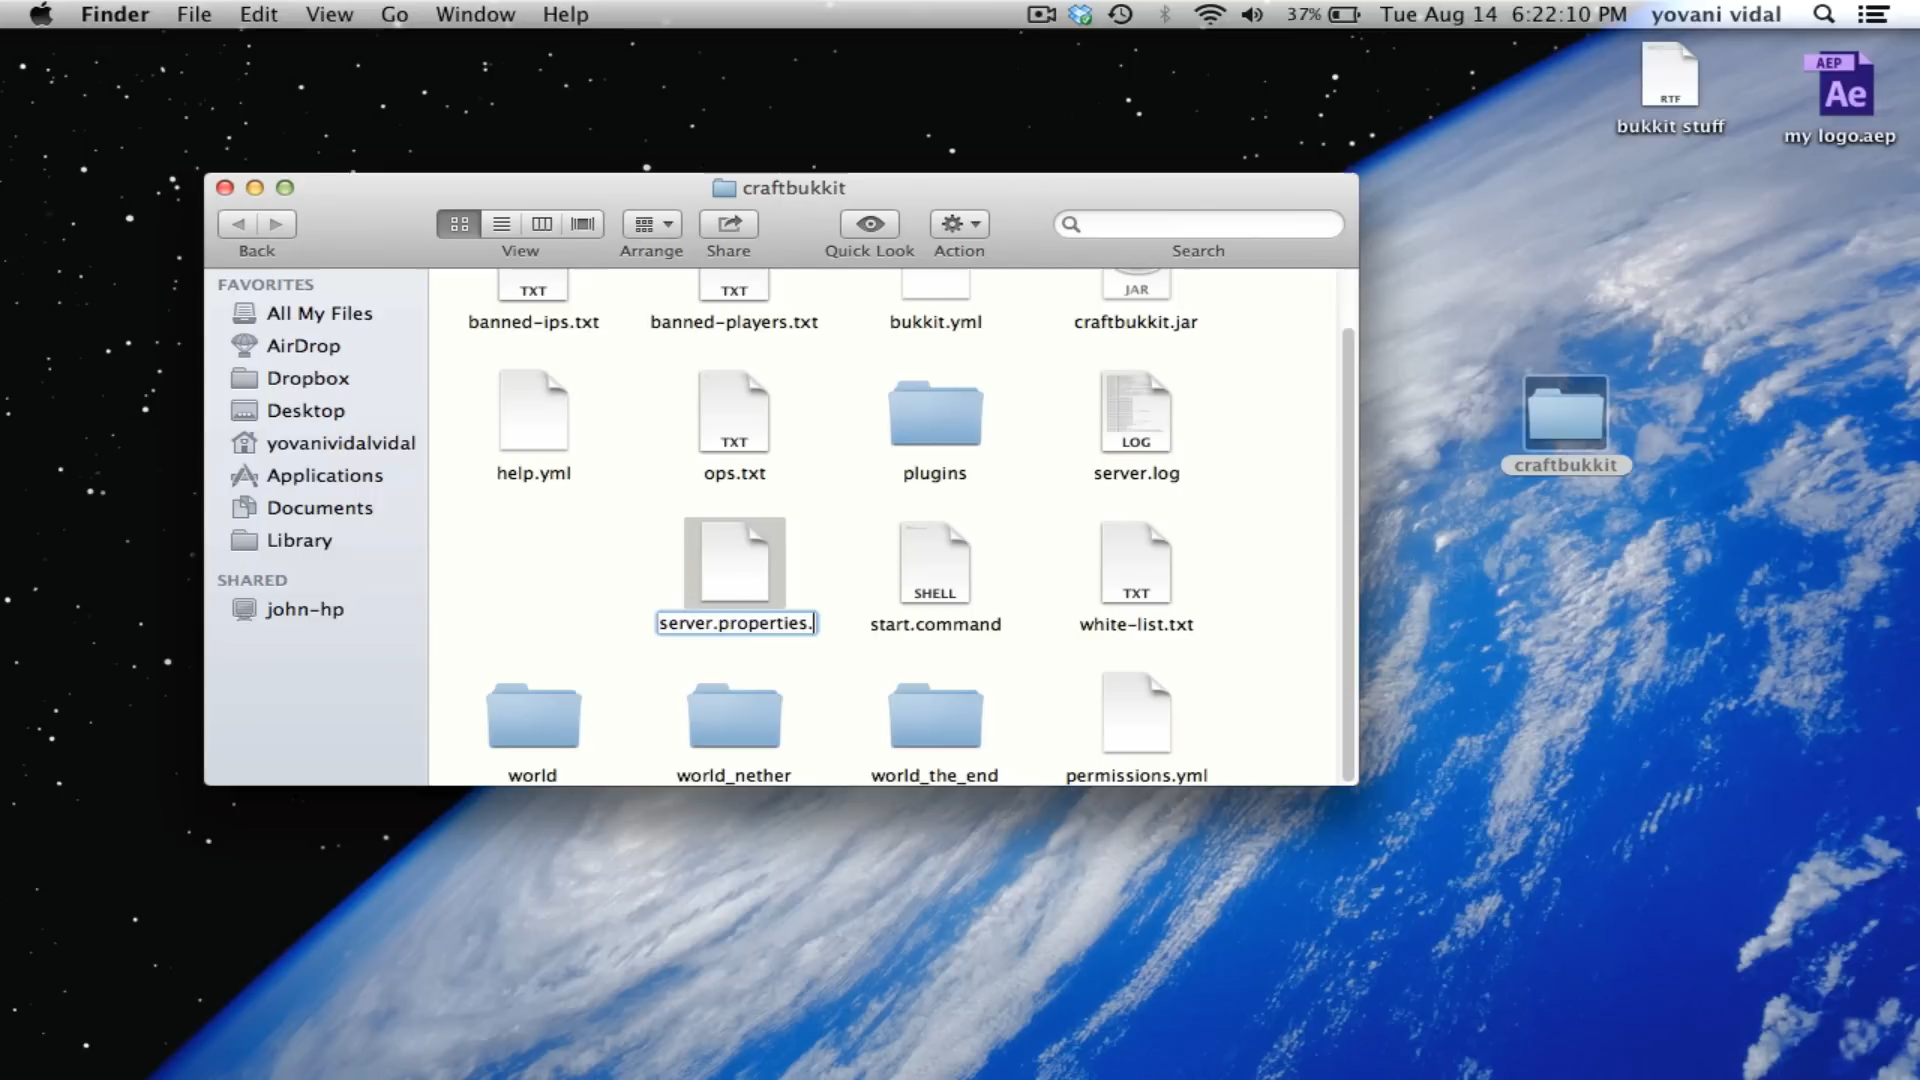 Finder File Edit View Go Window Help 37% Tue Aug 14 6:22:10 PM yovani vidal
RTF
bukkit stuff
AEP
Ae
my logo.aep
craftbukkit
Back View Arrange Share Quick Look Action Search
FAVORITES
All My Files
AirDrop
Dropbox
Desktop
yovanividalvidal
Applications
Documents
Library
SHARED
john-hp
TXT TXT JAR
banned-ips.txt banned-players.txt bukkit.yml craftbukkit.jar
TXT LOG
help.yml ops.txt plugins server.log
SHELL TXT
server.properties. start.command white-list.txt
world world_nether world_the_end permissions.yml
craftbukkit